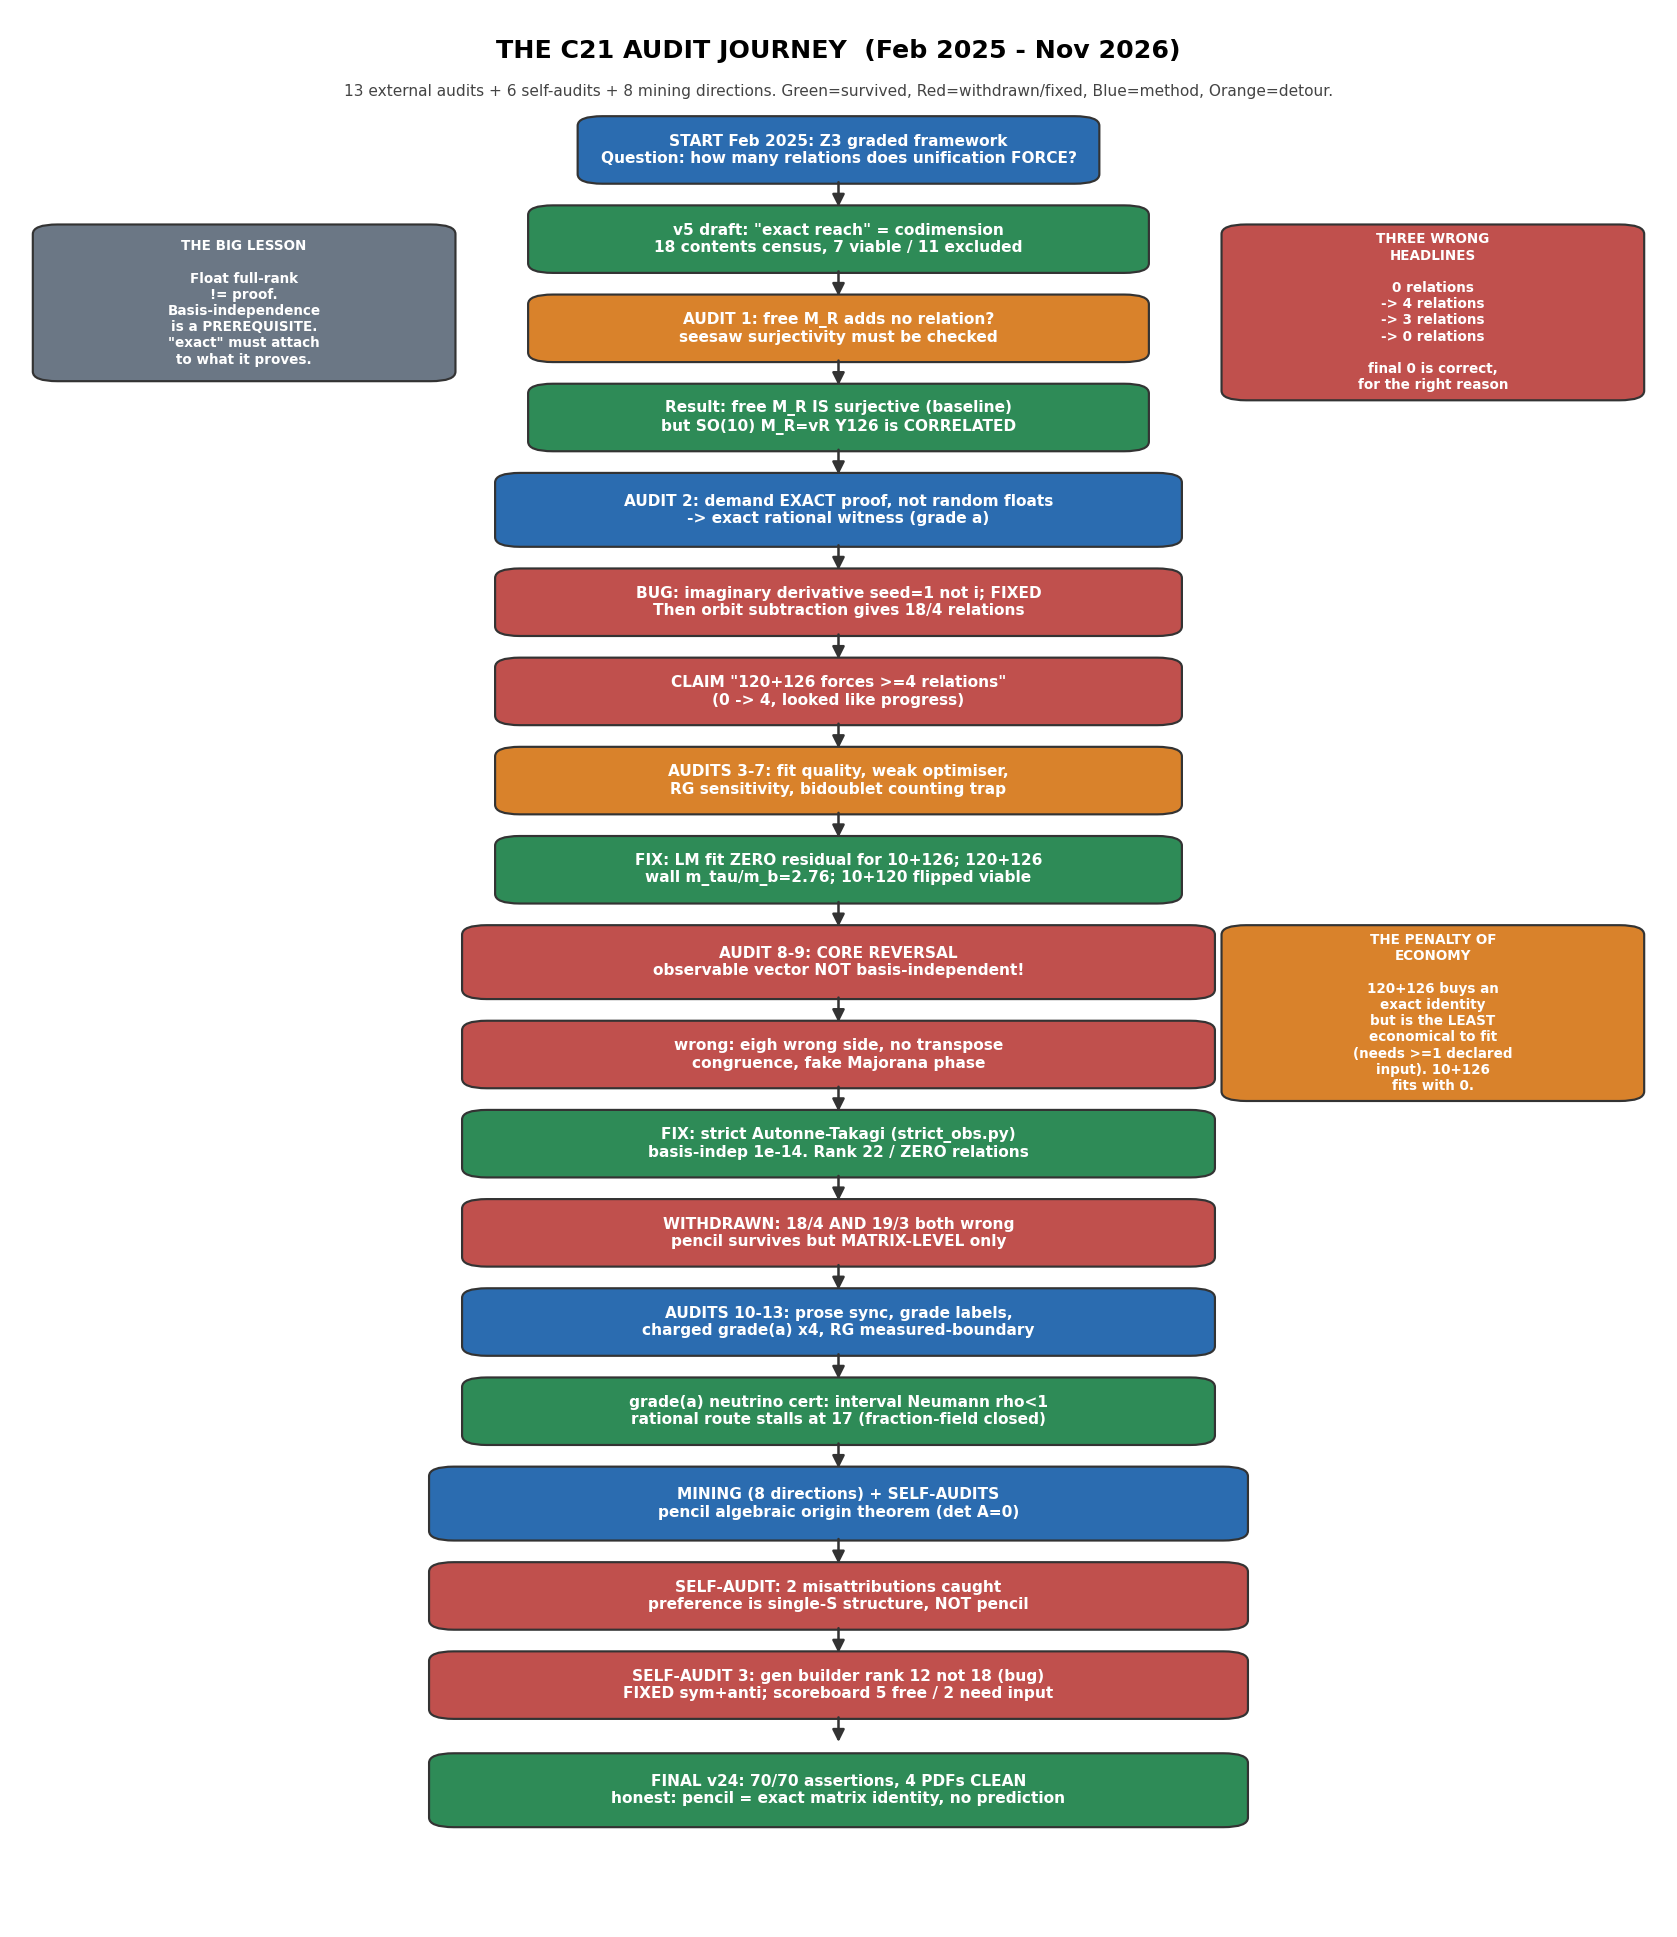 THE C21 AUDIT JOURNEY (Feb 2025 - Nov 2026)
13 external audits + 6 self-audits + 8 mining directions. Green=survived, Red=withdrawn/fixed, Blue=method, Orange=detour.
START Feb 2025: Z3 graded framework
Question: how many relations does unification FORCE?
THE BIG LESSON
Float full-rank
!= proof.
Basis-independence
is a PREREQUISITE.
"exact" must attach
to what it proves.
v5 draft: "exact reach" = codimension
18 contents census, 7 viable / 11 excluded
THREE WRONG
HEADLINES
0 relations
-> 4 relations
-> 3 relations
-> 0 relations
final 0 is correct,
for the right reason
AUDIT 1: free M_R adds no relation?
seesaw surjectivity must be checked
Result: free M_R IS surjective (baseline)
but SO(10) M_R=vR Y126 is CORRELATED
AUDIT 2: demand EXACT proof, not random floats
-> exact rational witness (grade a)
BUG: imaginary derivative seed=1 not i; FIXED
Then orbit subtraction gives 18/4 relations
CLAIM "120+126 forces >=4 relations"
(0 -> 4, looked like progress)
AUDITS 3-7: fit quality, weak optimiser,
RG sensitivity, bidoublet counting trap
FIX: LM fit ZERO residual for 10+126; 120+126
wall m_tau/m_b=2.76; 10+120 flipped viable
AUDIT 8-9: CORE REVERSAL
observable vector NOT basis-independent!
THE PENALTY OF
ECONOMY
120+126 buys an
exact identity
but is the LEAST
economical to fit
(needs >=1 declared
input). 10+126
fits with 0.
wrong: eigh wrong side, no transpose
congruence, fake Majorana phase
FIX: strict Autonne-Takagi (strict_obs.py)
basis-indep 1e-14. Rank 22 / ZERO relations
WITHDRAWN: 18/4 AND 19/3 both wrong
pencil survives but MATRIX-LEVEL only
AUDITS 10-13: prose sync, grade labels,
charged grade(a) x4, RG measured-boundary
grade(a) neutrino cert: interval Neumann rho<1
rational route stalls at 17 (fraction-field closed)
MINING (8 directions) + SELF-AUDITS
pencil algebraic origin theorem (det A=0)
SELF-AUDIT: 2 misattributions caught
preference is single-S structure, NOT pencil
SELF-AUDIT 3: gen builder rank 12 not 18 (bug)
FIXED sym+anti; scoreboard 5 free / 2 need input
FINAL v24: 70/70 assertions, 4 PDFs CLEAN
honest: pencil = exact matrix identity, no prediction